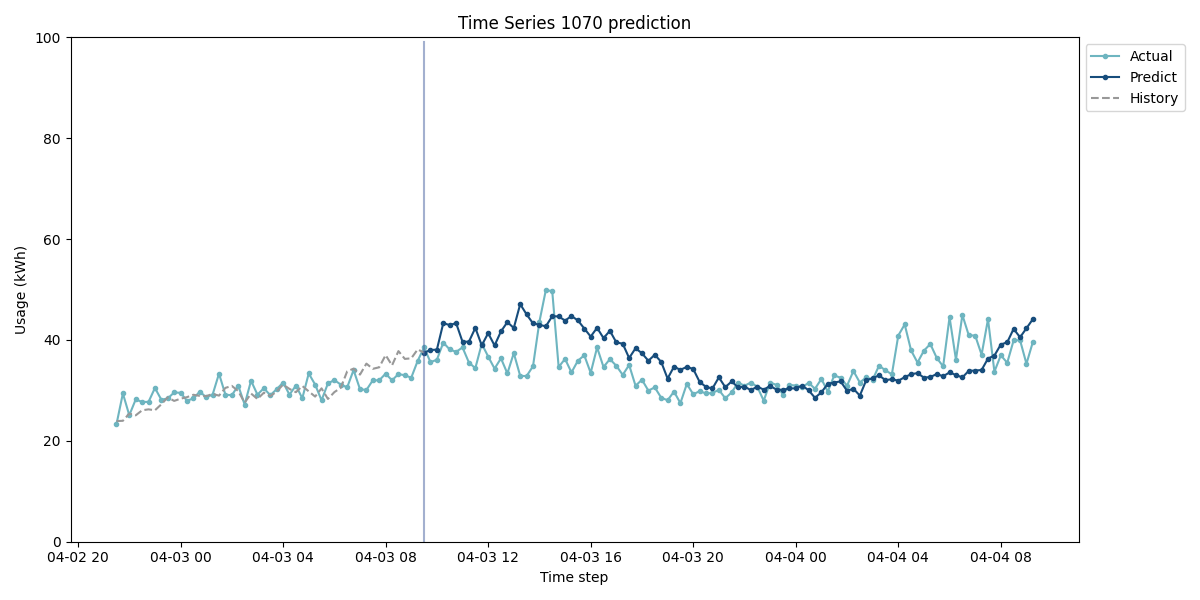 Time Series 1070 prediction
100
80
60
40
20
0
Usage (kWh)
04-02 20
04-03 00
04-03 04
04-03 08
04-03 12
04-03 16
04-03 20
04-04 00
04-04 04
04-04 08
Time step
Actual
Predict
History